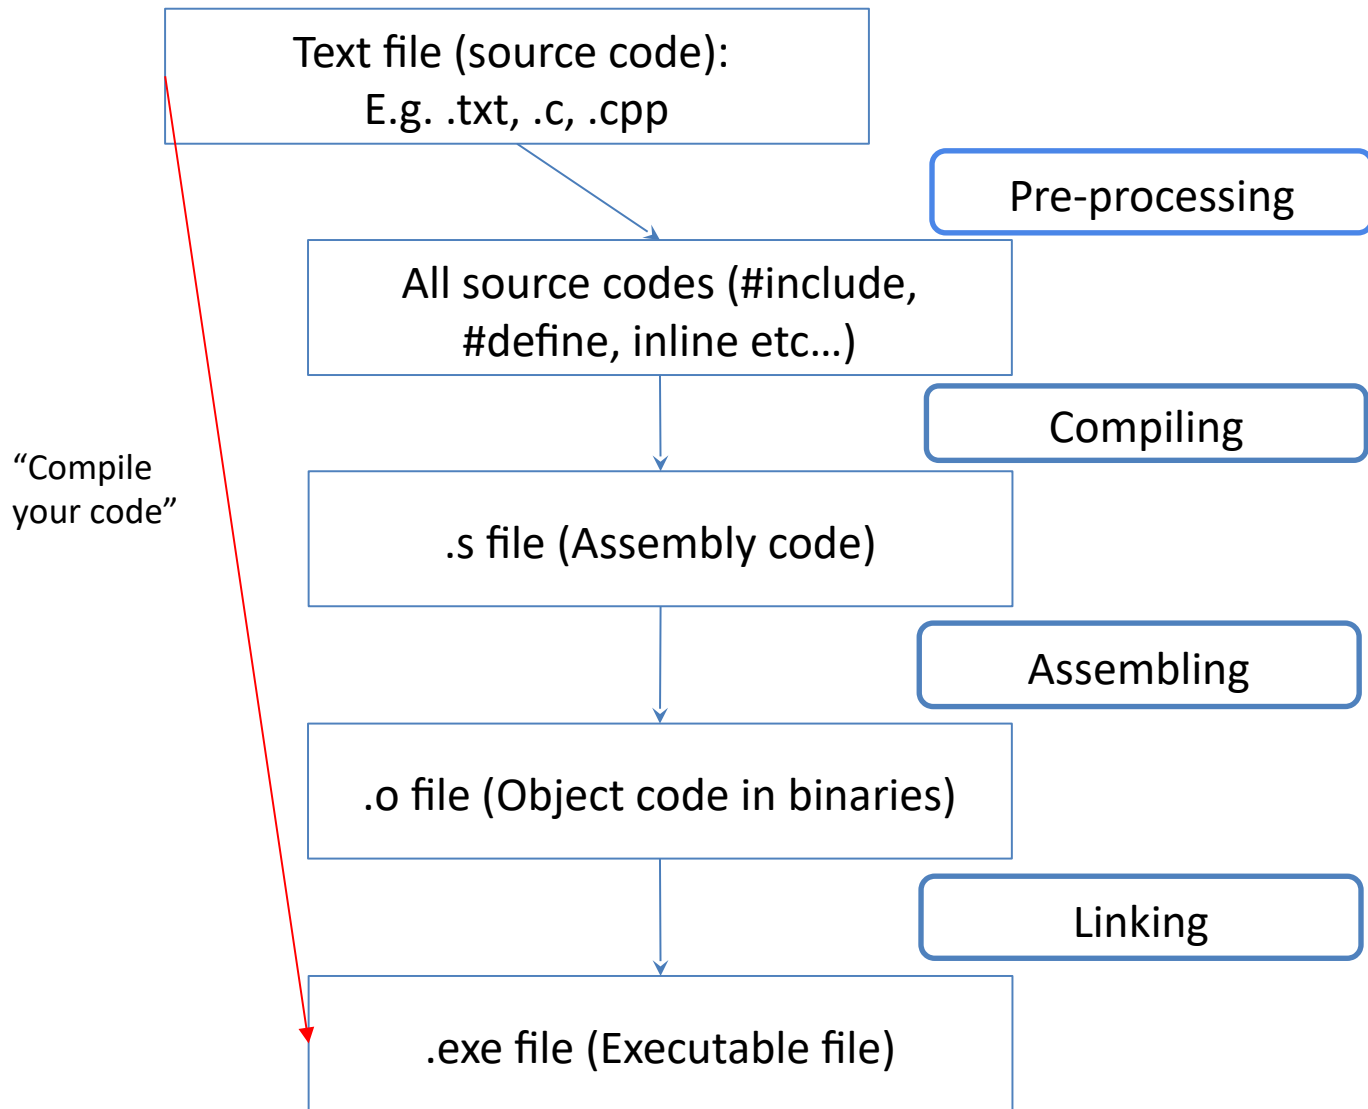 Text file (source code):
E.g. .txt, .c, .cpp
Pre-processing
All source codes (#include,
#define, inline etc…)
Compiling
“Compile
your code”
.s file (Assembly code)
Assembling
.o file (Object code in binaries)
Linking
.exe file (Executable file)